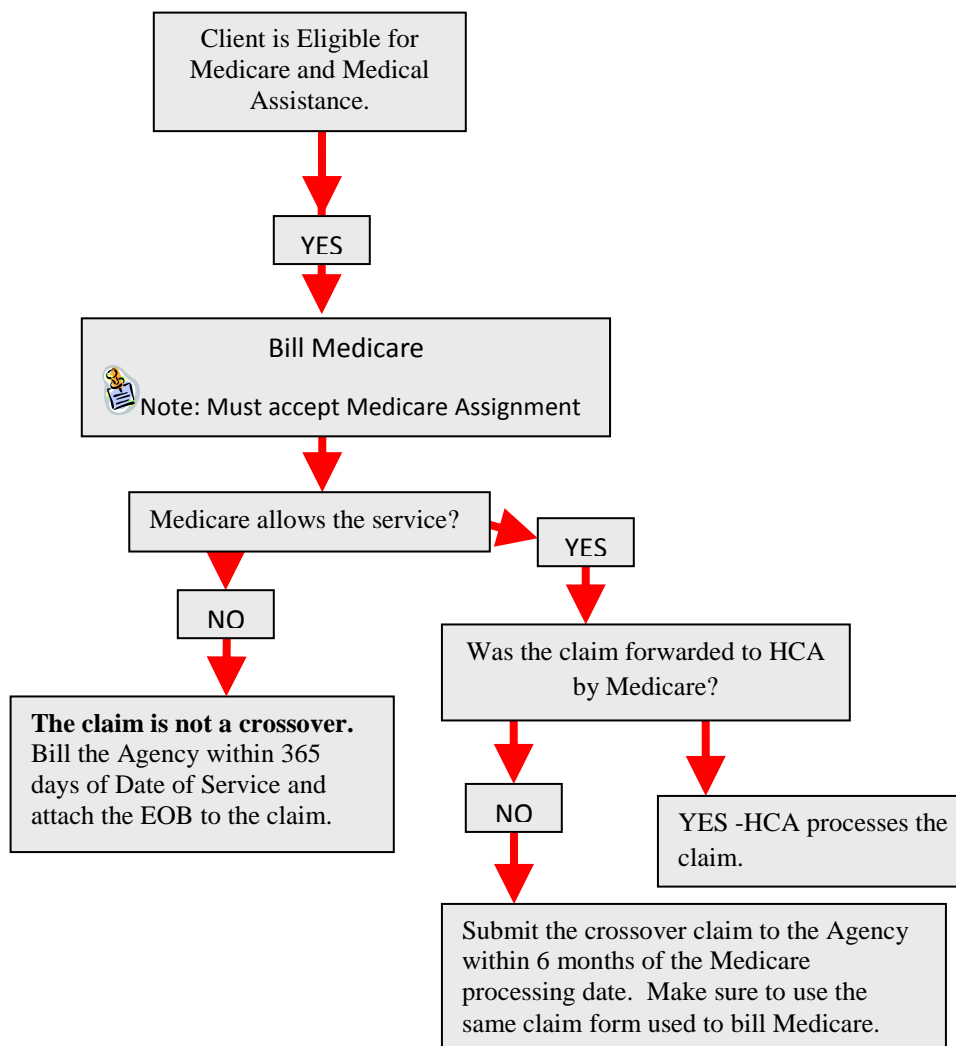 Client is Eligible for
Medicare and Medical
Assistance.
YES
Bill Medicare
Note: Must accept Medicare Assignment
Medicare allows the service?
YES
NO
Was the claim forwarded to HCA
by Medicare?
The claim is not a crossover.
Bill the Agency within 365
days of Date of Service and
attach the EOB to the claim.
NO
YES -HCA processes the
claim.
Submit the crossover claim to the Agency
within 6 months of the Medicare
processing date.  Make sure to use the
same claim form used to bill Medicare.